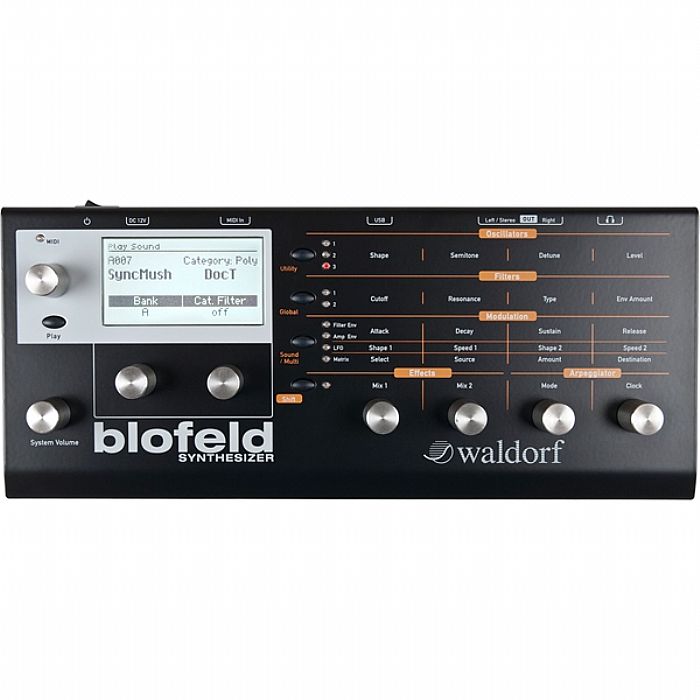 DC 12V
MIDI In
USB
Left / Stereo OUT Right
MIDI
Play Sound
A007 Category: Poly
SyncMush DocT
Bank Cat. Filter
A off
Play
System Volume
blofeld
SYNTHESIZER
Utility
Global
Sound
/ Multi
Shift
Oscillators
1
2
3
Shape Semitone Detune Level
Filters
1
2
Cutoff Resonance Type Env Amount
Modulation
Filter Env
Amp Env
Attack Decay Sustain Release
LFO Shape 1 Speed 1 Shape 2 Speed 2
Matrix Select Source Amount Destination
Effects Arpeggiator
Mix 1 Mix 2 Mode Clock
waldorf